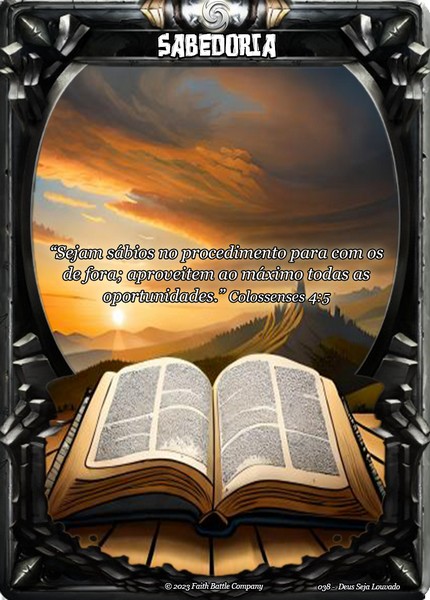 SABEDORIA
“Sejam sábios no procedimento para com os
de fora; aproveitem ao máximo todas as
oportunidades.” Colossenses 4:5
© 2023 Faith Battle Company
038 - Deus Seja Louvado